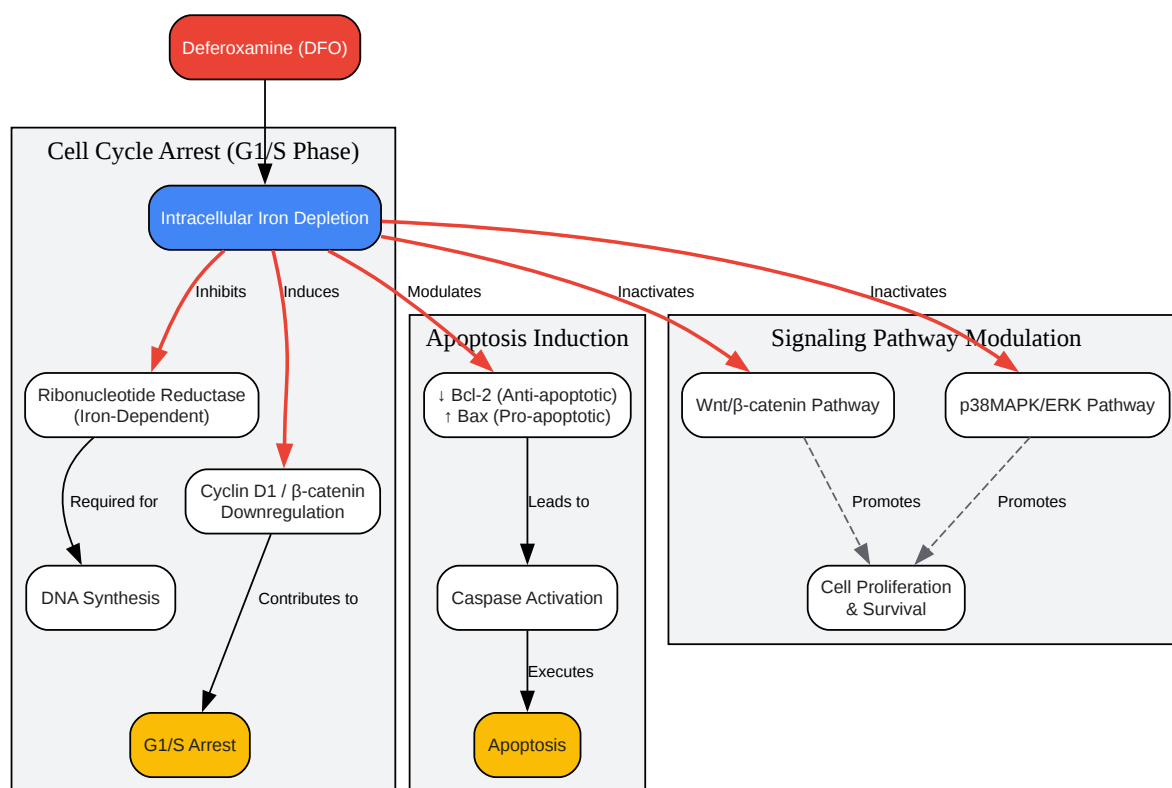 Deferoxamine (DFO)
Cell Cycle Arrest (G1/S Phase)
Intracellular Iron Depletion
Inhibits
Induces
Modulates
Inactivates
Inactivates
Apoptosis Induction
Signaling Pathway Modulation
Ribonucleotide Reductase
(Iron-Dependent)
↓ Bcl-2 (Anti-apoptotic)
↑ Bax (Pro-apoptotic)
Wnt/β-catenin Pathway
p38MAPK/ERK Pathway
Required for
Cyclin D1 / β-catenin
Downregulation
Leads to
Promotes
Promotes
DNA Synthesis
Contributes to
Caspase Activation
Cell Proliferation
& Survival
Executes
G1/S Arrest
Apoptosis